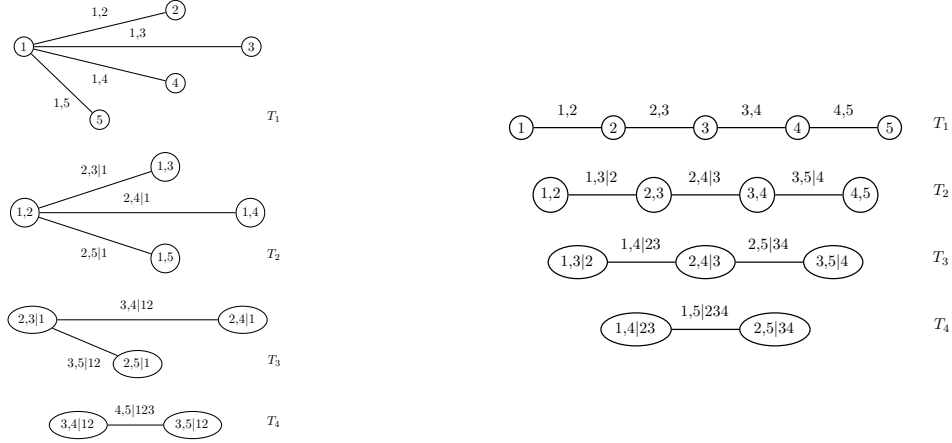 1,2
2
1,3
1
3
1,4
4
1,5
5
T1
2,3|1
1,3
2,4|1
1,2
1,4
2,5|1
1,5
T2
3,4|12
2,3|1
2,4|1
3,5|12
2,5|1
T3
4,5|123
3,4|12
3,5|12
T4
1,2 2,3 3,4 4,5
1 2 3 4 5 T1
1,3|2 2,4|3 3,5|4
1,2 2,3 3,4 4,5 T2
1,4|23 2,5|34
1,3|2 2,4|3 3,5|4 T3
1,5|234
1,4|23 2,5|34 T4